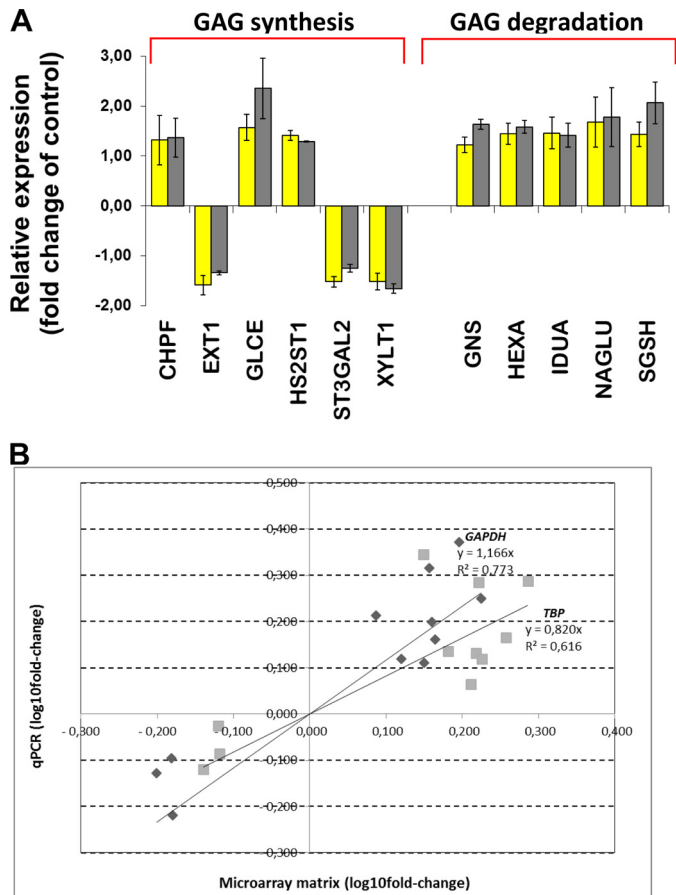 A
GAG synthesis
GAG degradation
Relative expression
(fold change of control)
3,00
2,00
1,00
0,00
-1,00
-2,00
CHPF
EXT1
GLCE
HS2ST1
ST3GAL2
XYLT1
GNS
HEXA
IDUA
NAGLU
SGSH
B
qPCR (log10fold-change)
0,500
0,400
0,300
0,200
0,100
0,000
- 0,100
- 0,200
- 0,300
GAPDH
y = 1,166x
R² = 0,773
TBP
y = 0,820x
R² = 0,616
- 0,300
- 0,200
- 0,100
0,000
0,100
0,200
0,300
0,400
Microarray matrix (log10fold-change)